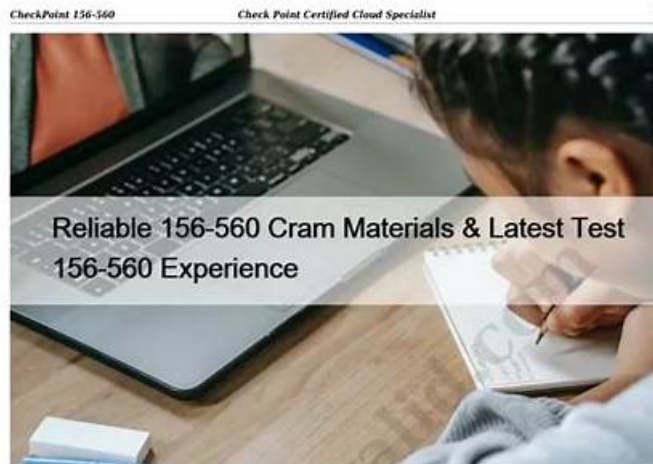 CheckPoint 156-560 Check Point Certified Cloud Specialist
Reliable 156-560 Cram Materials & Latest Test
156-560 Experience